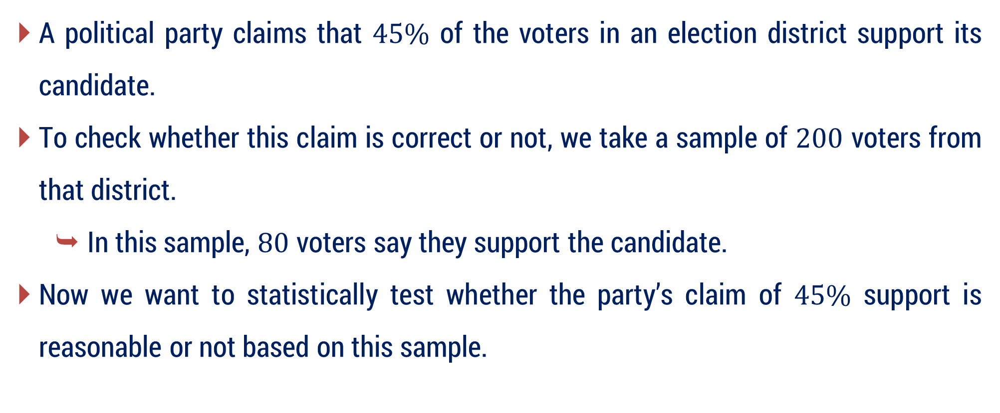 A political party claims that 45% of the voters in an election district support its
candidate.
To check whether this claim is correct or not, we take a sample of 200 voters from
that district.
In this sample, 80 voters say they support the candidate.
Now we want to statistically test whether the party’s claim of 45% support is
reasonable or not based on this sample.